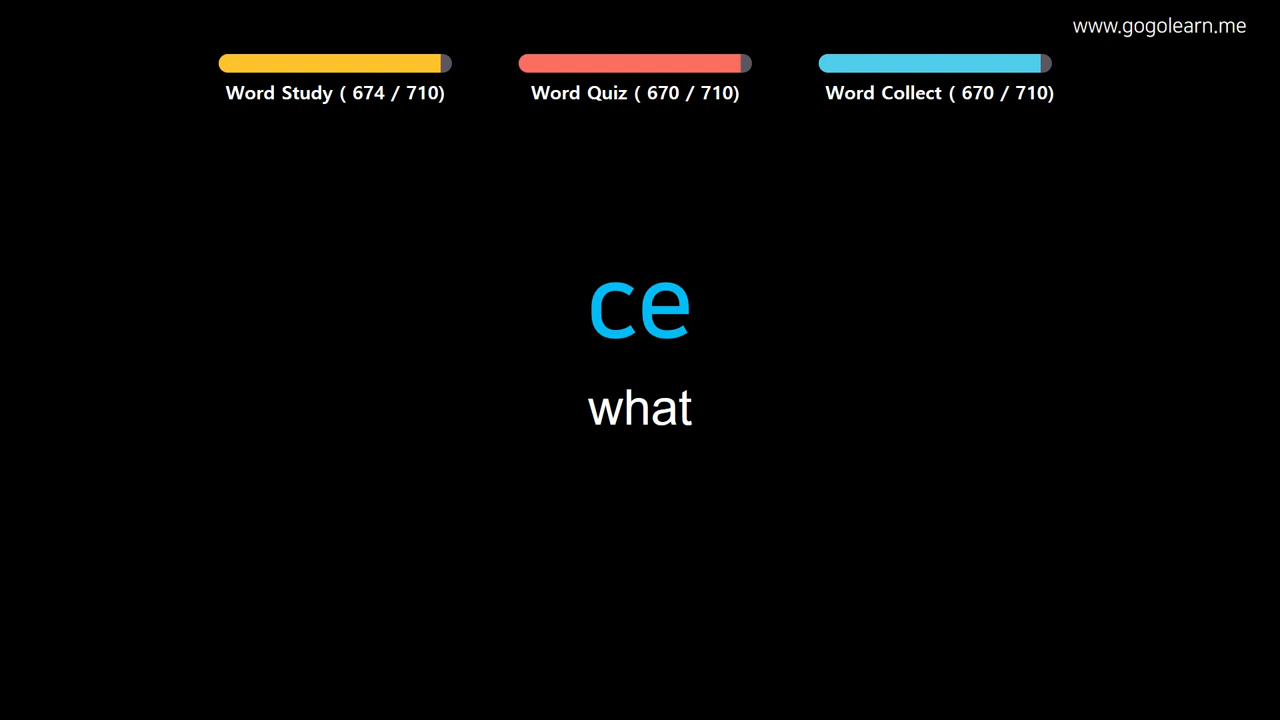 www.gogolearn.me
Word Study ( 674 / 710)
Word Quiz ( 670 / 710)
Word Collect ( 670 / 710)
ce
what